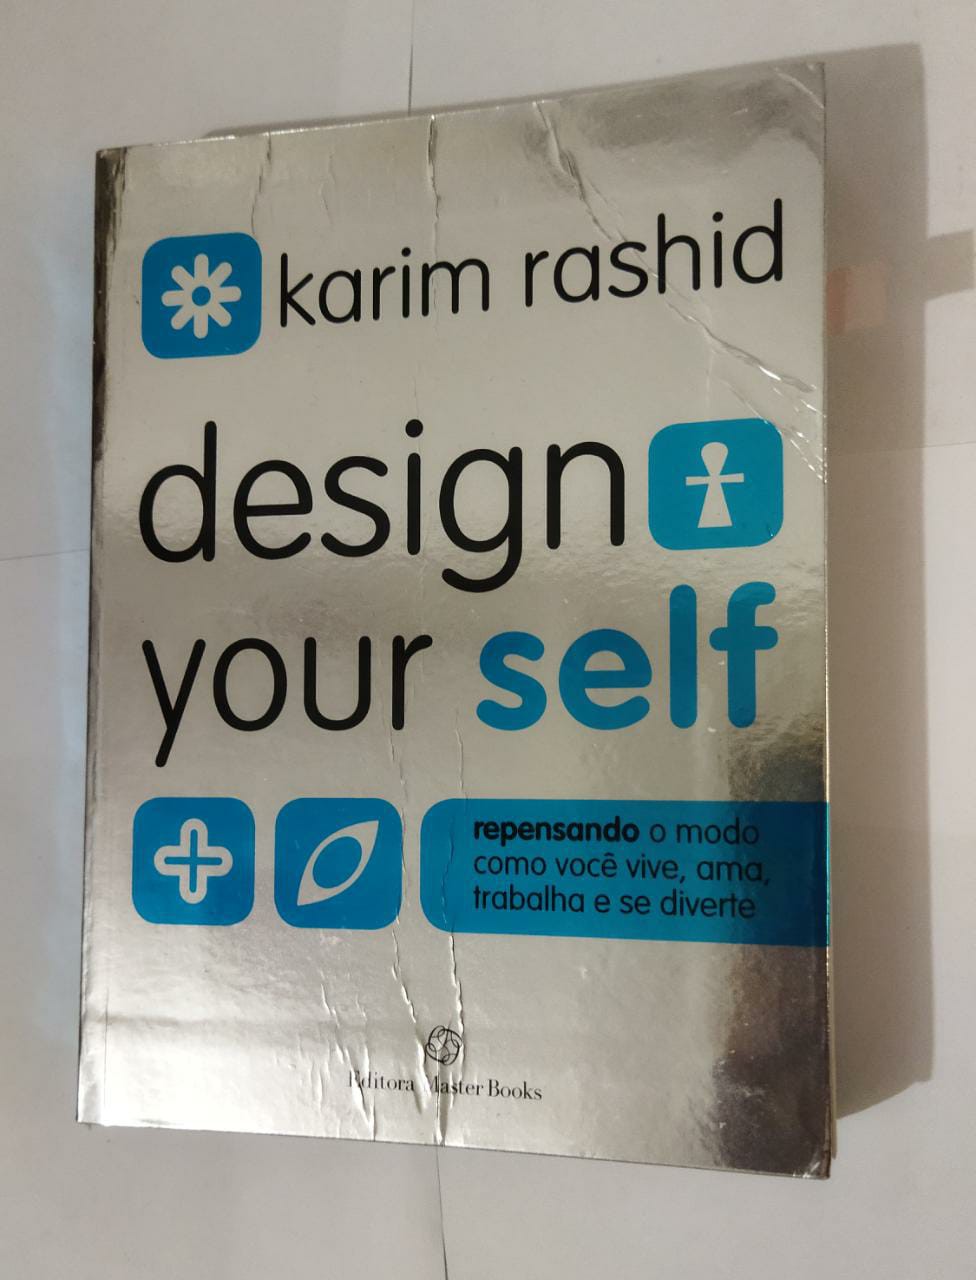 karim rashid
design
your self
repensando o modo
como você vive, ama,
trabalha e se diverte
Editora Master Books